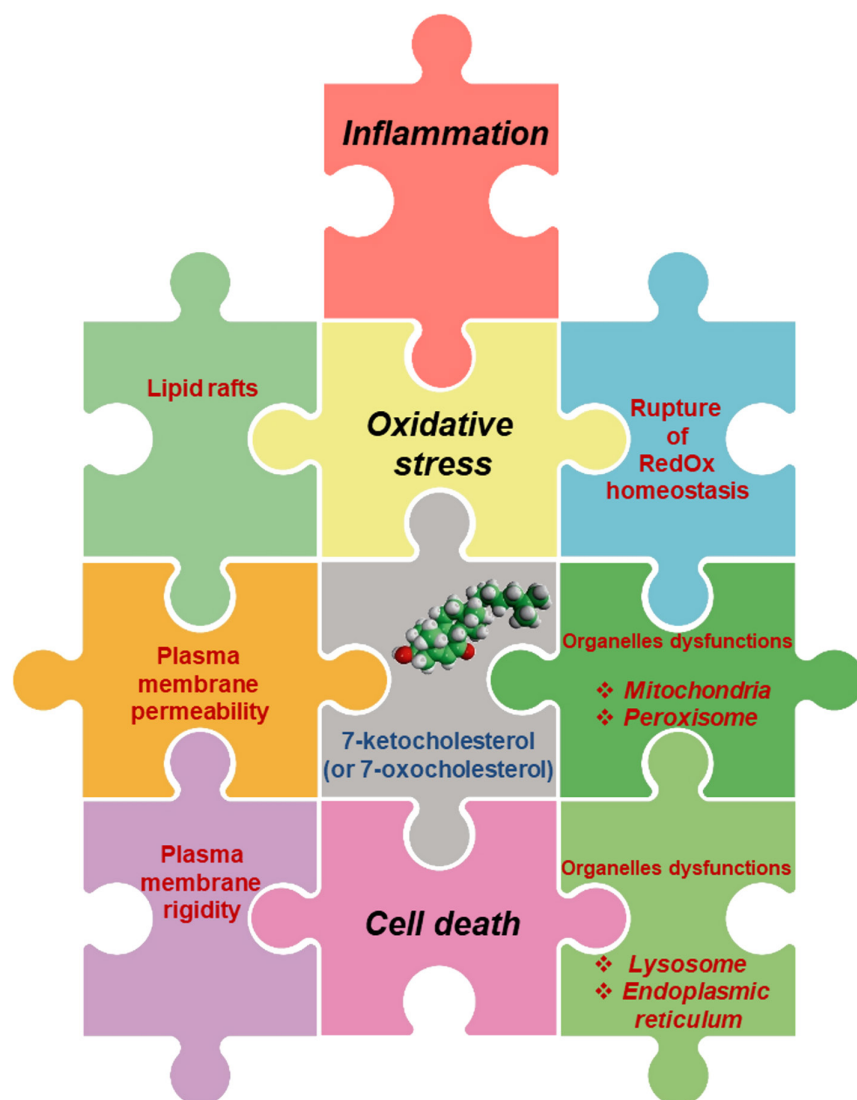 Inflammation
Lipid rafts
Oxidative
stress
Rupture
of
RedOx
homeostasis
Plasma
membrane
permeability
7-ketocholesterol
(or 7-oxocholesterol)
Organelles dysfunctions
❖ Mitochondria
❖ Peroxisome
Plasma
membrane
rigidity
Cell death
Organelles dysfunctions
❖ Lysosome
❖ Endoplasmic
reticulum